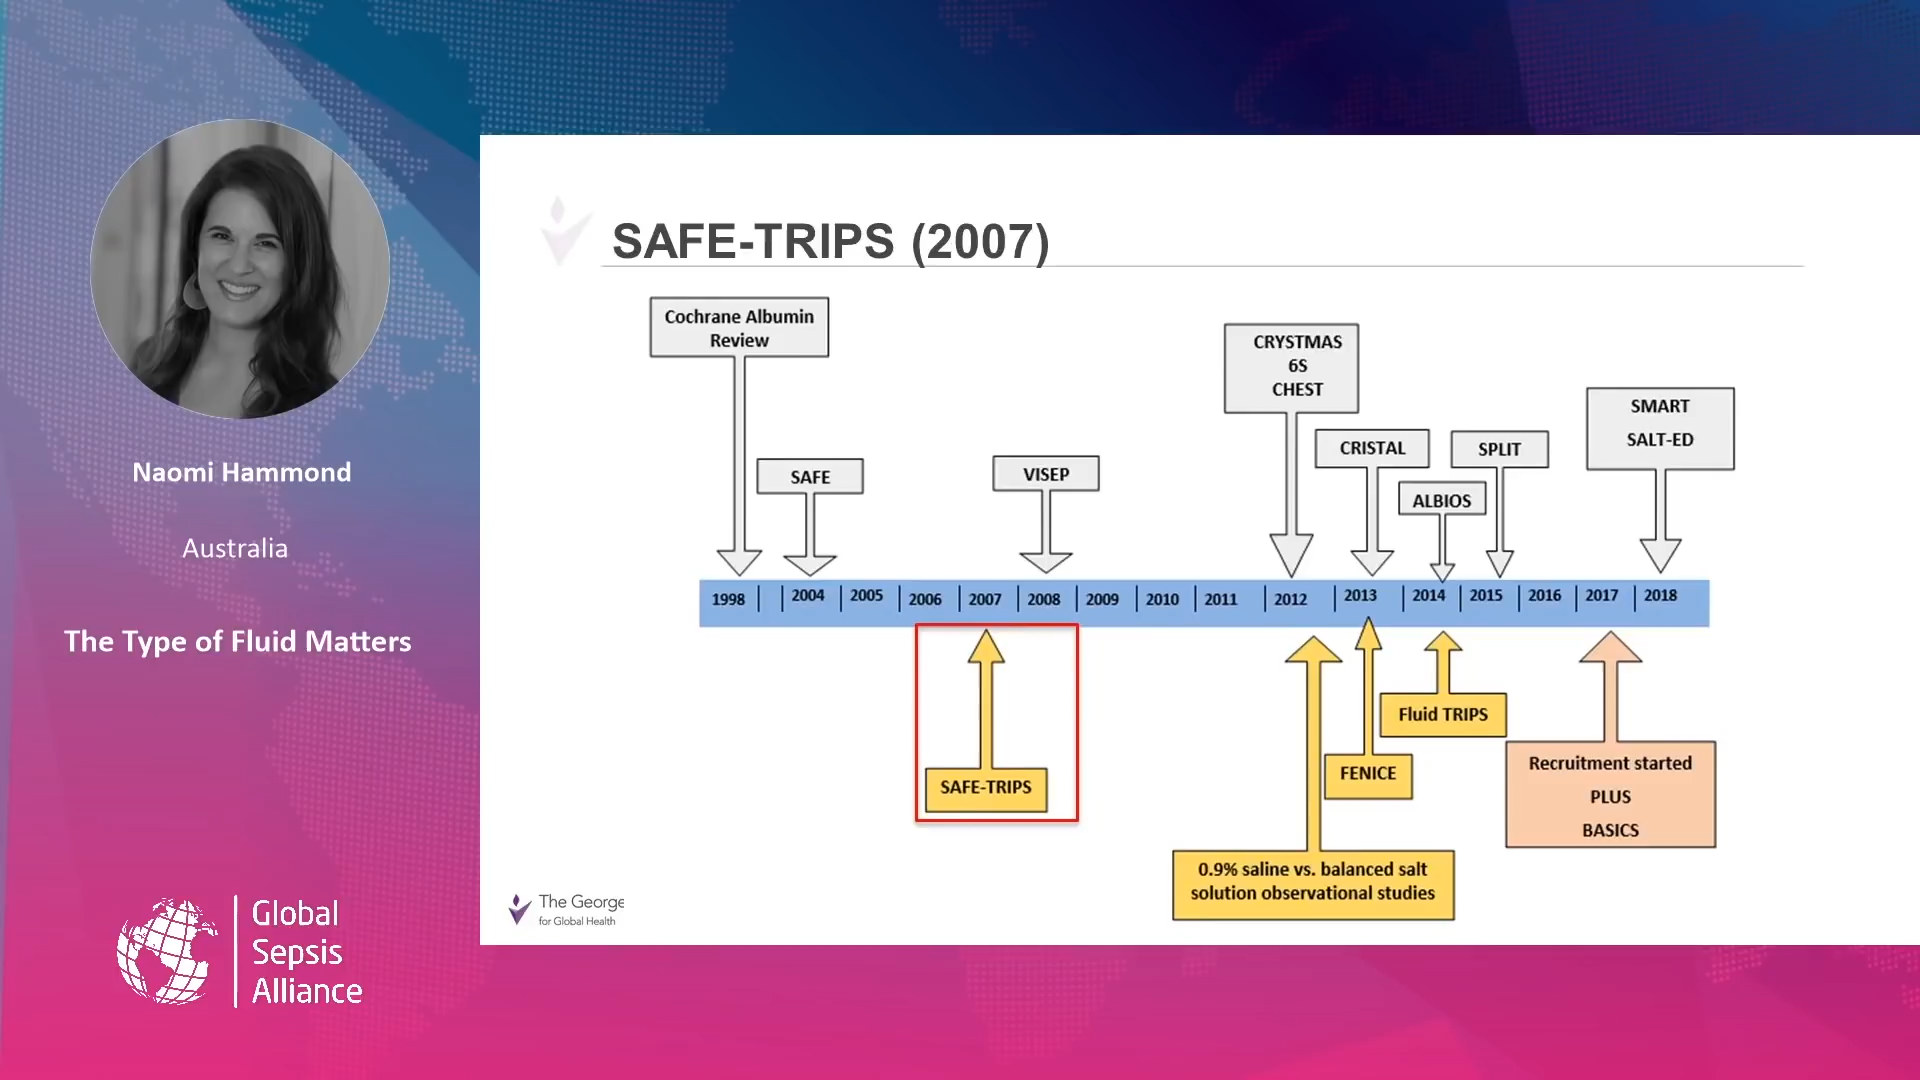 Naomi Hammond
Australia
The Type of Fluid Matters
Global
Sepsis
Alliance
SAFE-TRIPS (2007)
Cochrane Albumin
Review
SAFE
VISEP
CRYSTMAS
6S
CHEST
CRISTAL
ALBIOS
SPLIT
SMART
SALT-ED
1998 2004 2005 2006 2007 2008 2009 2010 2011 2012 2013 2014 2015 2016 2017 2018
SAFE-TRIPS
0.9% saline vs. balanced salt
solution observational studies
FENICE
Fluid TRIPS
Recruitment started
PLUS
BASICS
The George
for Global Health